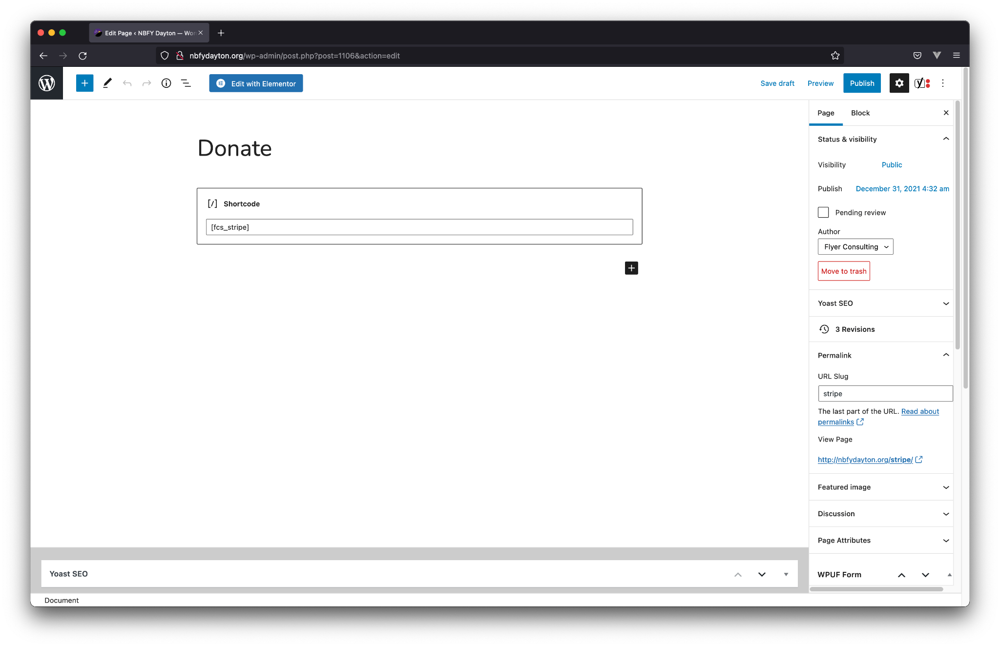 Edit Page ‹ NBFY Dayton — Wor
nbfydayton.org/wp-admin/post.php?post=1106&action=edit
Edit with Elementor
Save draft
Preview
Publish
Page
Block
Donate
[/] Shortcode
[fcs_stripe]
Status & visibility
Visibility
Public
Publish
December 31, 2021 4:32 am
Pending review
Author
Flyer Consulting
Move to trash
Yoast SEO
3 Revisions
Permalink
URL Slug
stripe
The last part of the URL. Read about
permalinks
View Page
http://nbfydayton.org/stripe/
Featured image
Discussion
Page Attributes
WPUF Form
Yoast SEO
Document